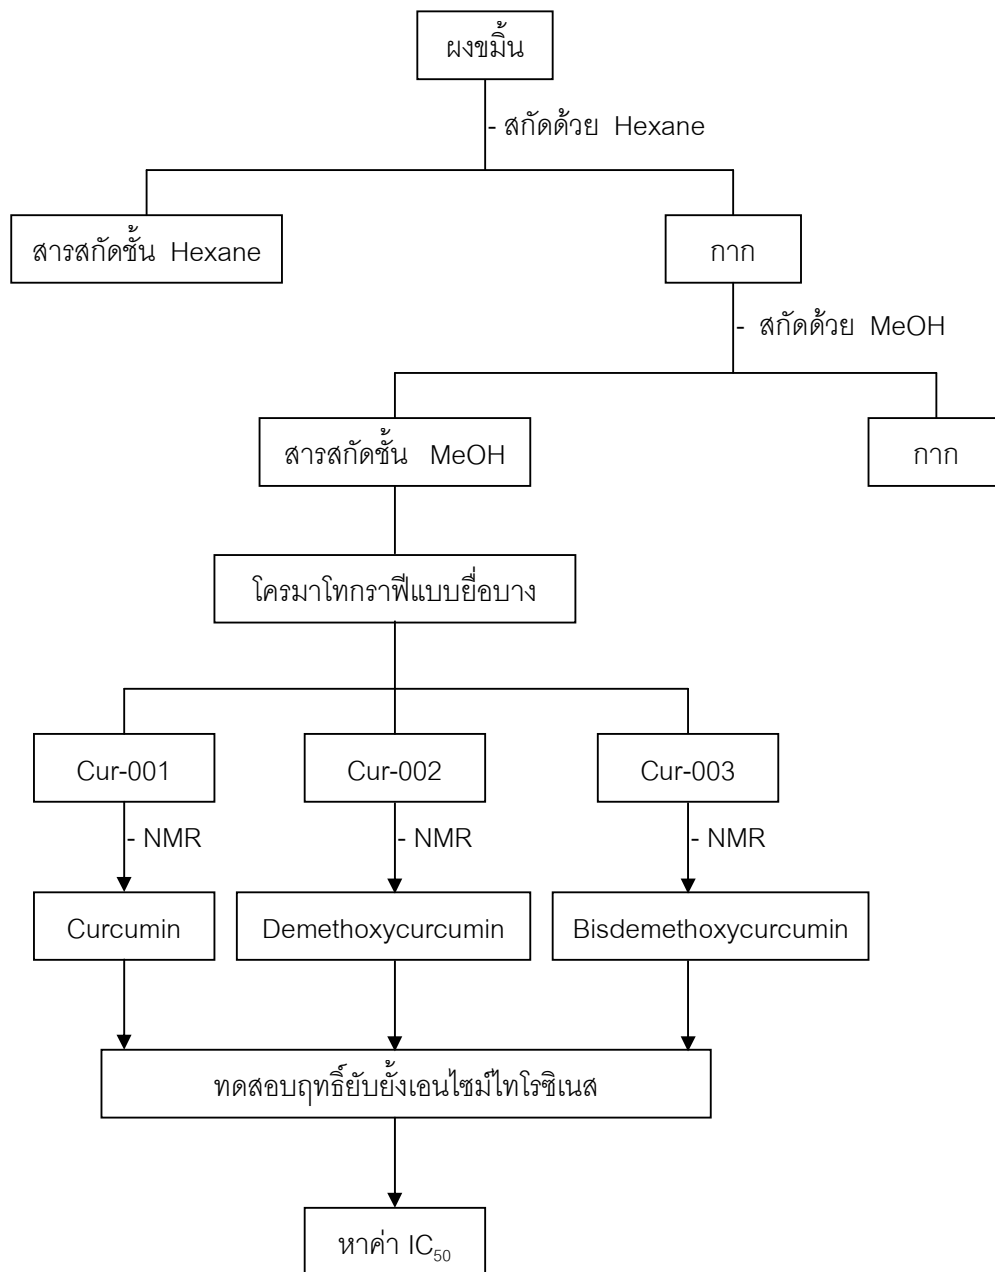 ผงขมิ้น
- สกัดด้วย Hexane
สารสกัดชั้น Hexane
กาก
- สกัดด้วย MeOH
สารสกัดชั้น MeOH
กาก
โครมาโทกราฟีแบบยื่อบาง
Cur-001
Cur-002
Cur-003
- NMR
- NMR
- NMR
Curcumin
Demethoxycurcumin
Bisdemethoxycurcumin
ทดสอบฤทธิ์ยับยั้งเอนไซม์ไทโรซิเนส
หาค่า IC₅₀